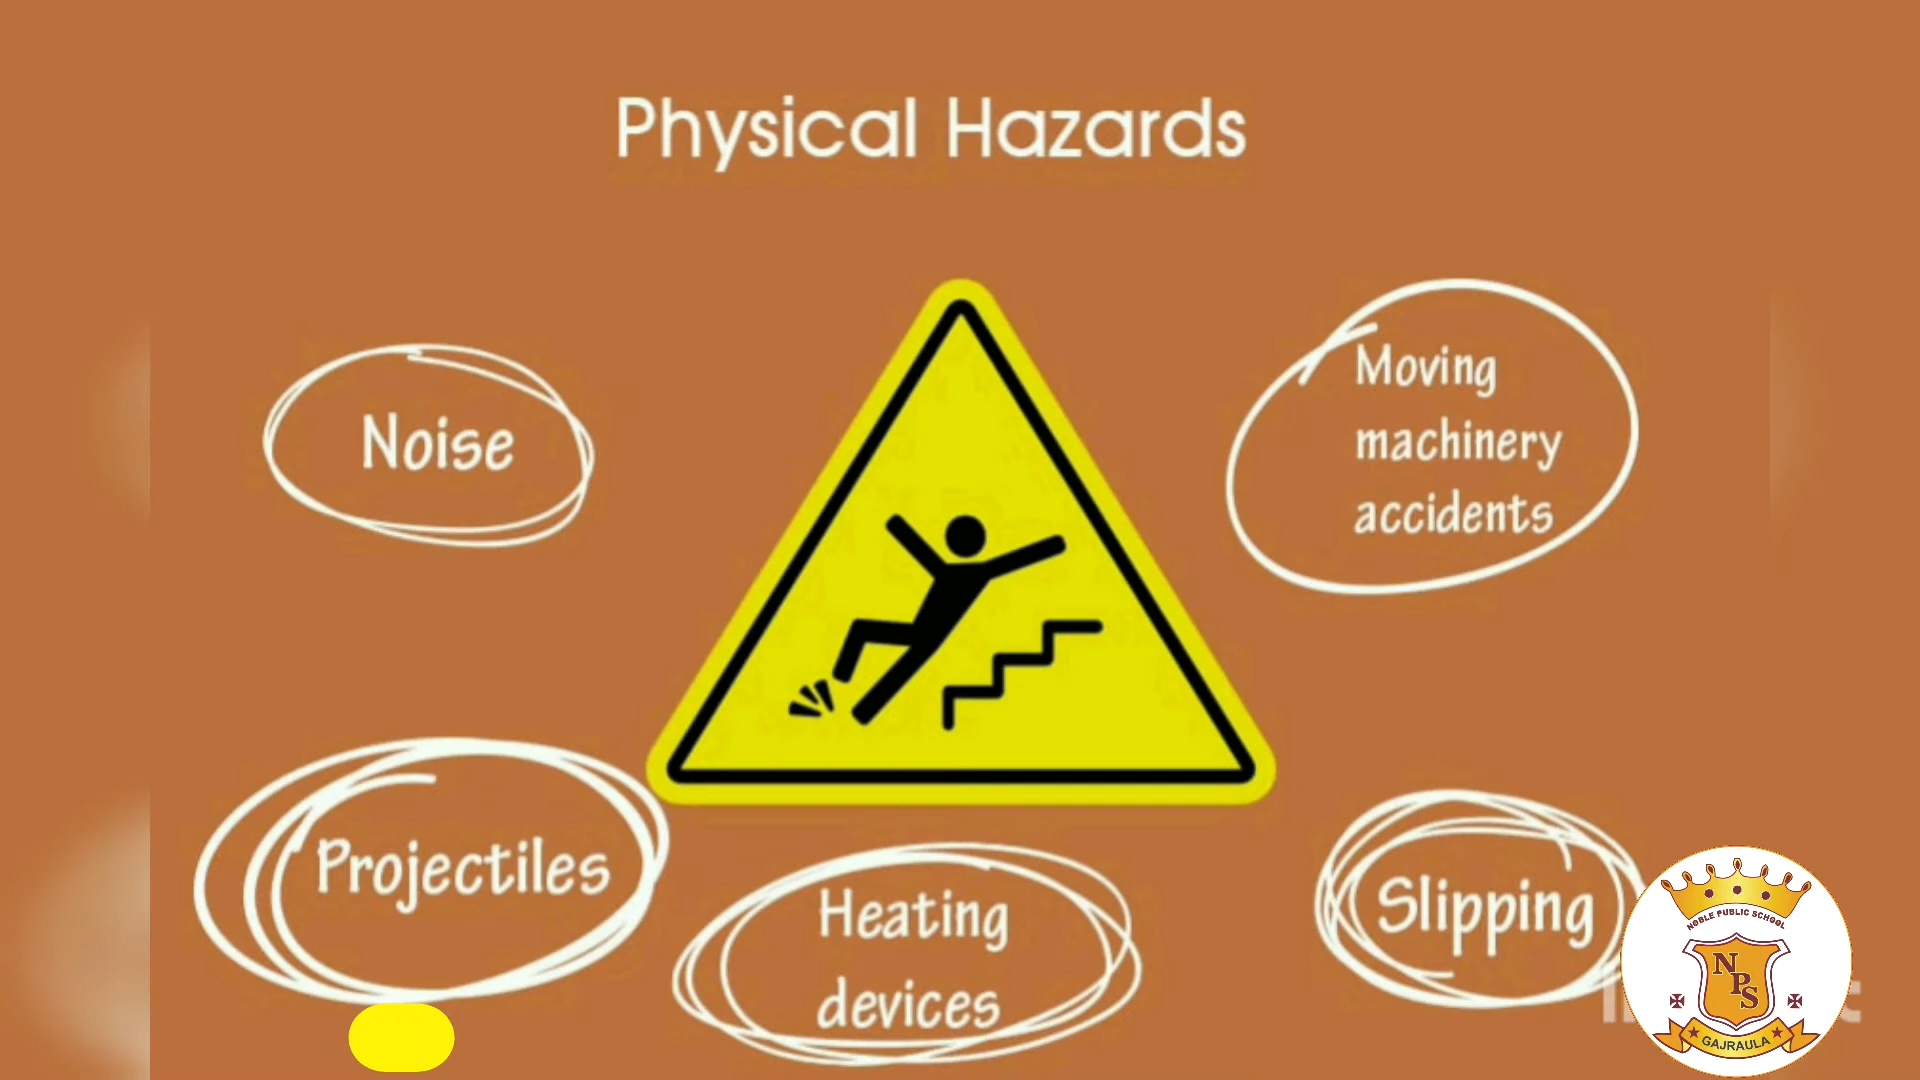 Physical Hazards
Noise
Moving
machinery
accidents
Projectiles
Heating
devices
Slipping
NOBLE PUBLIC SCHOOL
NPS
GAJRAULA